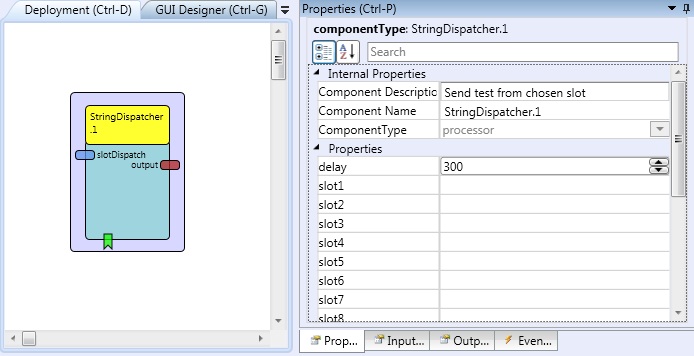 Deployment (Ctrl-D)
GUI Designer (Ctrl-G)
StringDispatcher
.1
slotDispatch
output
Properties (Ctrl-P)
componentType: StringDispatcher.1
Search
Internal Properties
Component Descriptic Send test from chosen slot
Component Name StringDispatcher.1
ComponentType processor
Properties
delay 300
slot1
slot2
slot3
slot4
slot5
slot6
slot7
slot8
Prop... Input... Outp... Even...